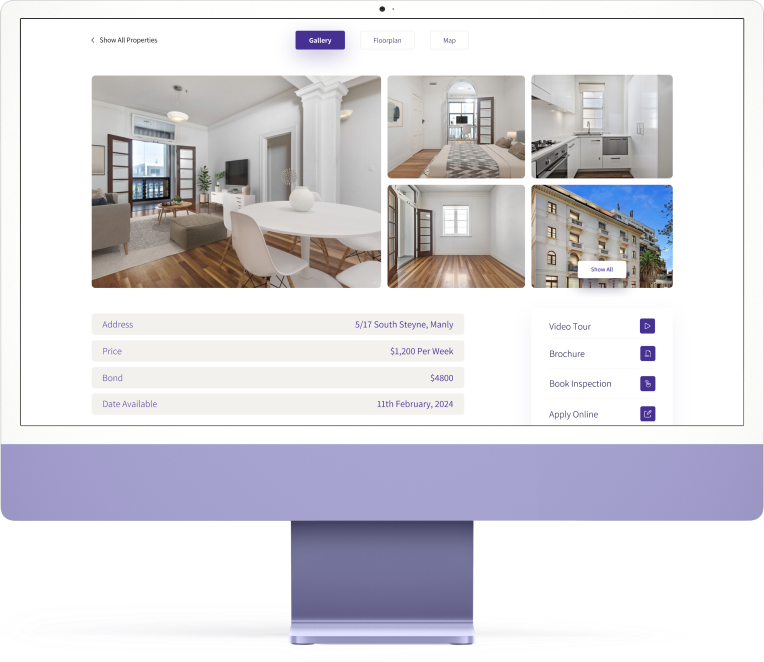 Show All Properties
Gallery
Floorplan
Map
Show All
Address
5/17 South Steyne, Manly
Price
$1,200 Per Week
Bond
$4800
Date Available
11th February, 2024
Video Tour
Brochure
Book Inspection
Apply Online